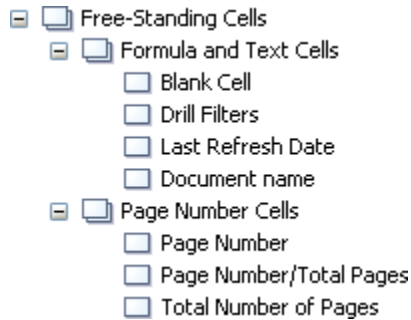 Free-Standing Cells
Formula and Text Cells
Blank Cell
Drill Filters
Last Refresh Date
Document name
Page Number Cells
Page Number
Page Number/Total Pages
Total Number of Pages